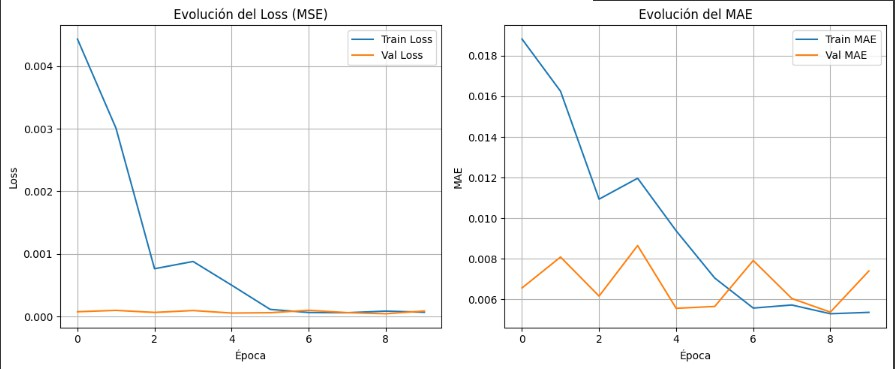 Evolución del Loss (MSE)
Train Loss
Val Loss
0.004
0.003
0.002
0.001
0.000
Loss
0 2 4 6 8
Época
Evolución del MAE
Train MAE
Val MAE
0.018
0.016
0.014
0.012
0.010
0.008
0.006
MAE
0 2 4 6 8
Época